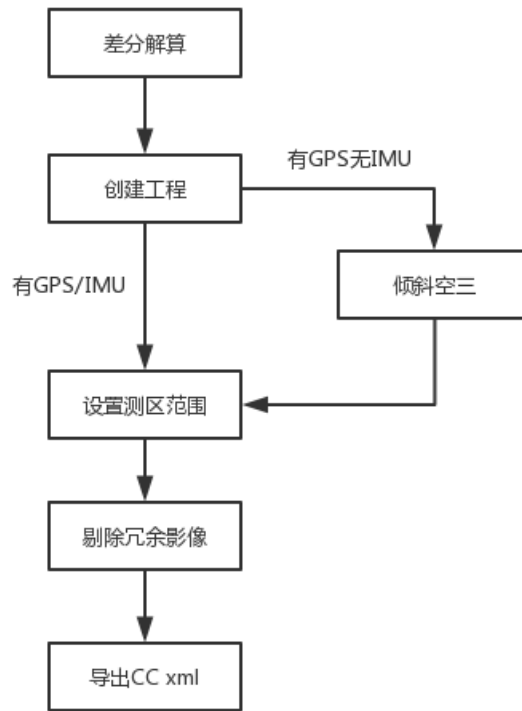 差分解算
有GPS无IMU
创建工程
倾斜空三
有GPS/IMU
设置测区范围
剔除冗余影像
导出CC xml